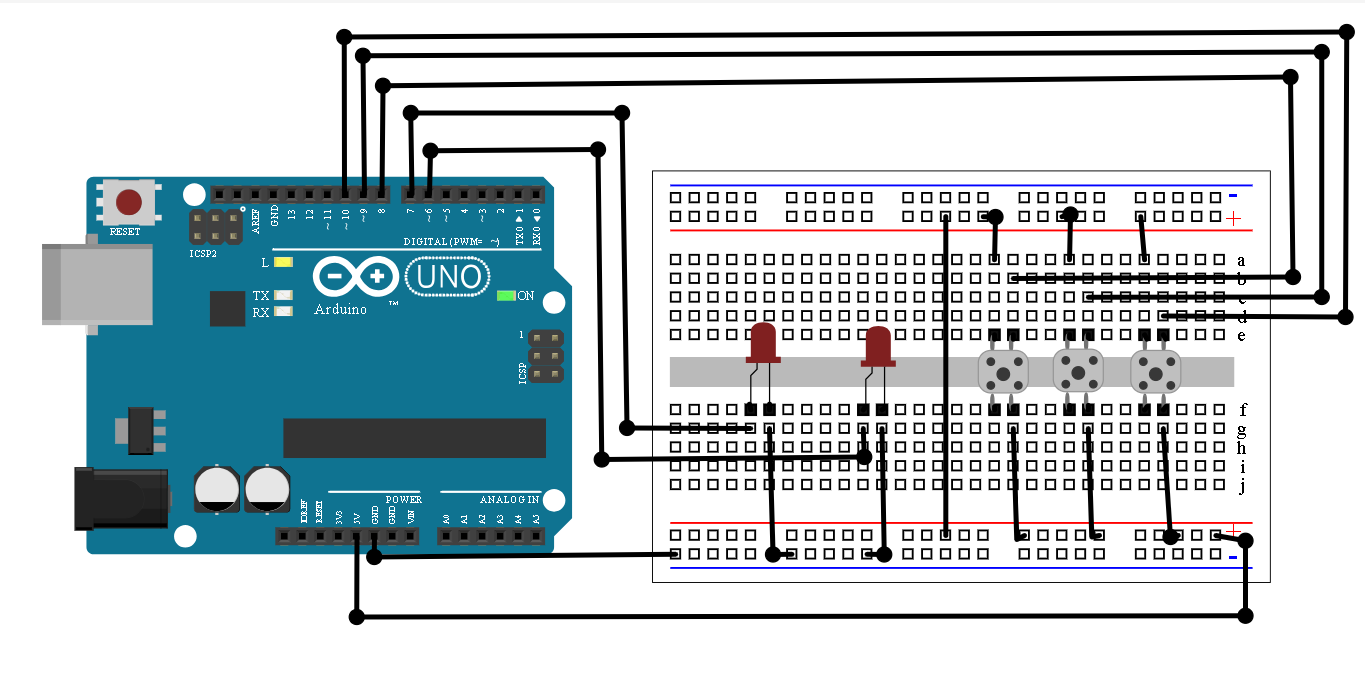 RESET
ICSP2
AREF
GND
13
12
~11
~10
~9
8
7
~6
~5
4
~3
2
TX0 ▶ 1
RX0 ◀ 0
DIGITAL (PWM= ~)
L
TX
RX
UNO
Arduino
™
ON
1
ICSP
POWER
ANALOG IN
IOREF
RESET
3V3
5V
GND
GND
VIN
A0
A1
A2
A3
A4
A5
-
+
a
b
c
d
e
f
g
h
i
j
+
-